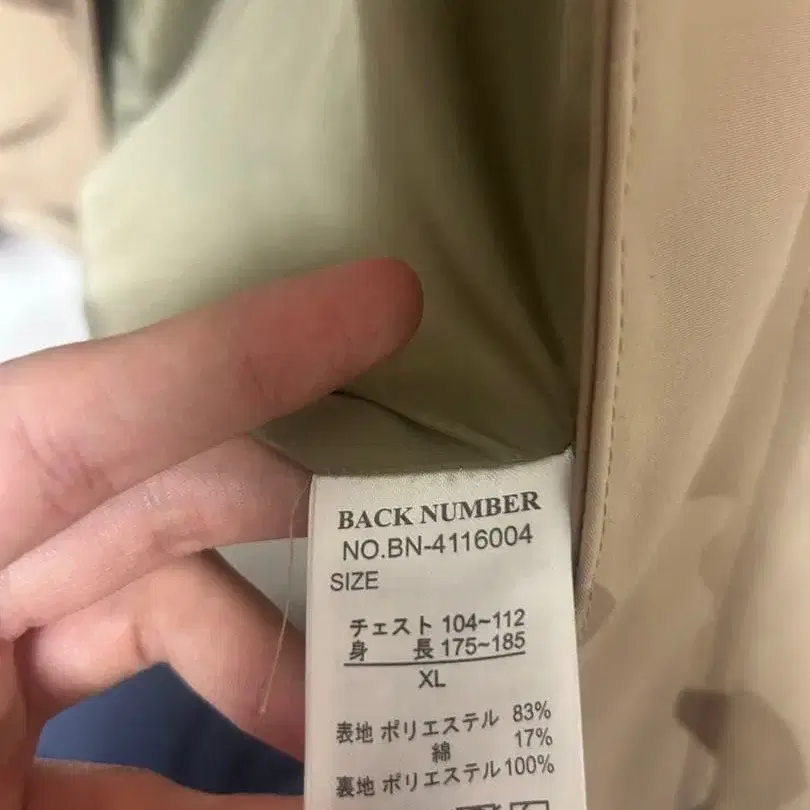 BACK NUMBER
NO.BN-4116004
SIZE
チェスト 104~112
身 長 175~185
XL
表地 ポリエステル 83%
綿 17%
裏地 ポリエステル 100%